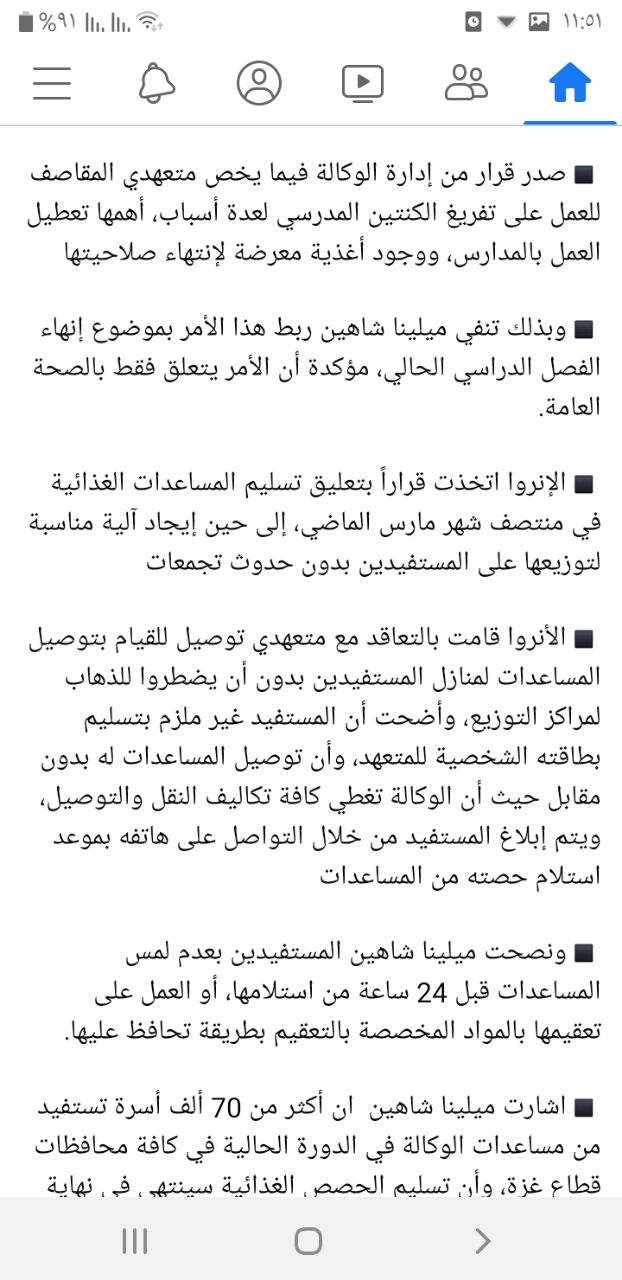 %٩١ ١١:٥١
■ صدر قرار من إدارة الوكالة فيما يخص متعهدي المقاصف
للعمل على تفريغ الكنتين المدرسي لعدة أسباب، أهمها تعطيل
العمل بالمدارس، ووجود أغذية معرضة لإنتهاء صلاحيتها
■ وبذلك تنفي ميلينا شاهين ربط هذا الأمر بموضوع إنهاء
الفصل الدراسي الحالي، مؤكدة أن الأمر يتعلق فقط بالصحة
العامة.
■ الإنروا اتخذت قراراً بتعليق تسليم المساعدات الغذائية
في منتصف شهر مارس الماضي، إلى حين إيجاد آلية مناسبة
لتوزيعها على المستفيدين بدون حدوث تجمعات
■ الأنروا قامت بالتعاقد مع متعهدي توصيل للقيام بتوصيل
المساعدات لمنازل المستفيدين بدون أن يضطروا للذهاب
لمراكز التوزيع، وأضحت أن المستفيد غير ملزم بتسليم
بطاقته الشخصية للمتعهد، وأن توصيل المساعدات له بدون
مقابل حيث أن الوكالة تغطي كافة تكاليف النقل والتوصيل،
ويتم إبلاغ المستفيد من خلال التواصل على هاتفه بموعد
استلام حصته من المساعدات
■ ونصحت ميلينا شاهين المستفيدين بعدم لمس
المساعدات قبل 24 ساعة من استلامها، أو العمل على
تعقيمها بالمواد المخصصة بالتعقيم بطريقة تحافظ عليها.
■ اشارت ميلينا شاهين ان أكثر من 70 ألف أسرة تستفيد
من مساعدات الوكالة في الدورة الحالية في كافة محافظات
قطاع غزة، وأن تسليم الحصص الغذائية سينتهي في نهاية